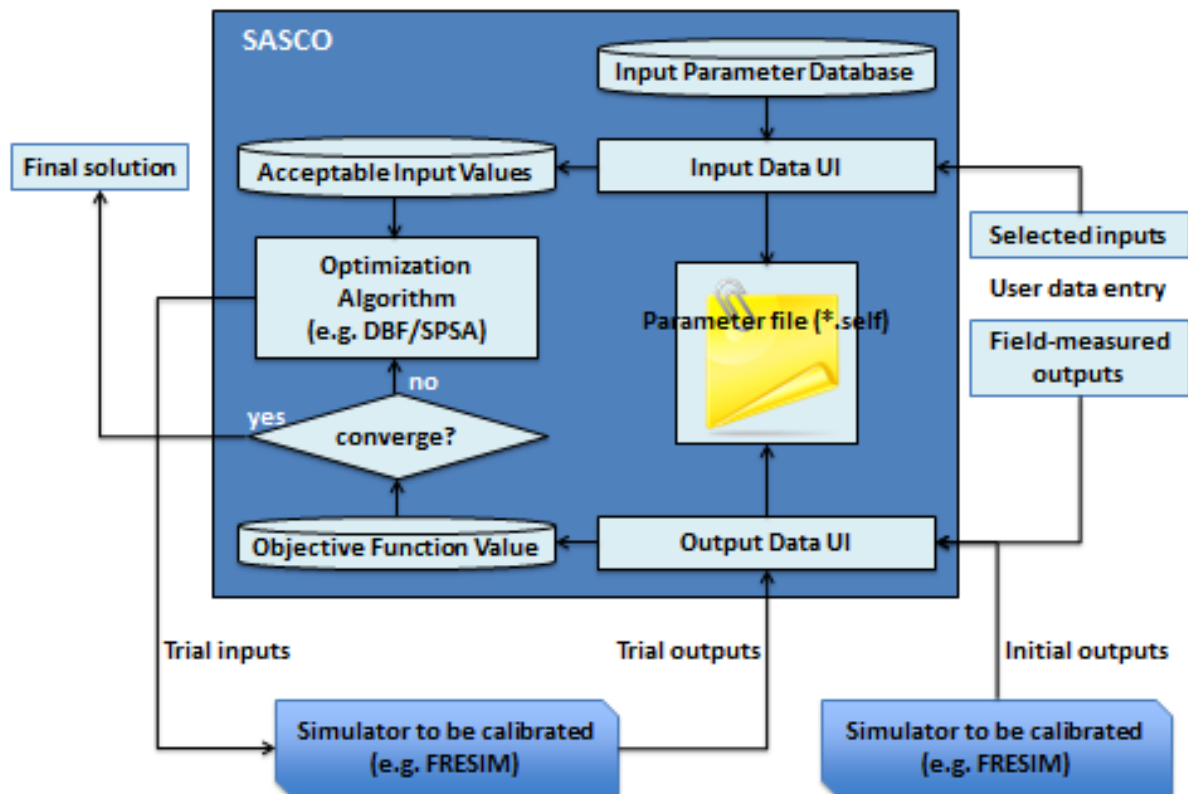 SASCO
Input Parameter Database
Final solution
Acceptable Input Values
Input Data UI
Selected inputs
User data entry
Field-measured
outputs
Optimization
Algorithm
(e.g. DBF/SPSA)
Parameter file (*.self)
no
yes
converge?
Objective Function Value
Output Data UI
Trial inputs
Trial outputs
Initial outputs
Simulator to be calibrated
(e.g. FRESIM)
Simulator to be calibrated
(e.g. FRESIM)